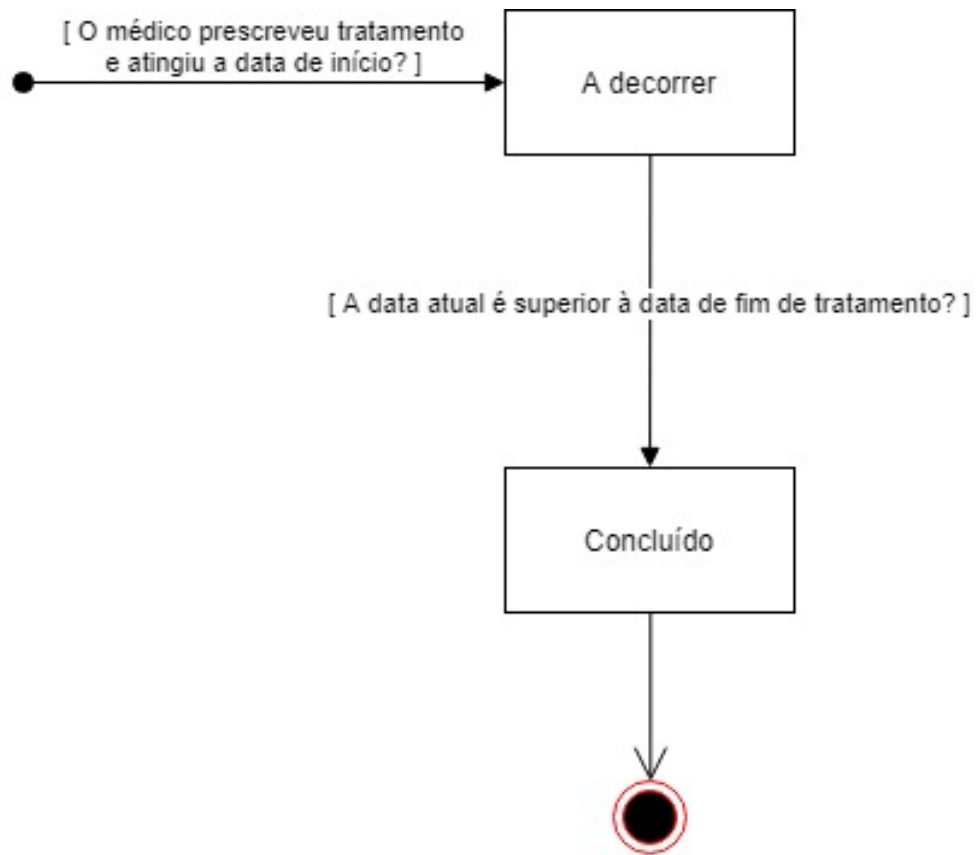 [ O médico prescreveu tratamento
e atingiu a data de início? ]
A decorrer
[ A data atual é superior à data de fim de tratamento? ]
Concluído